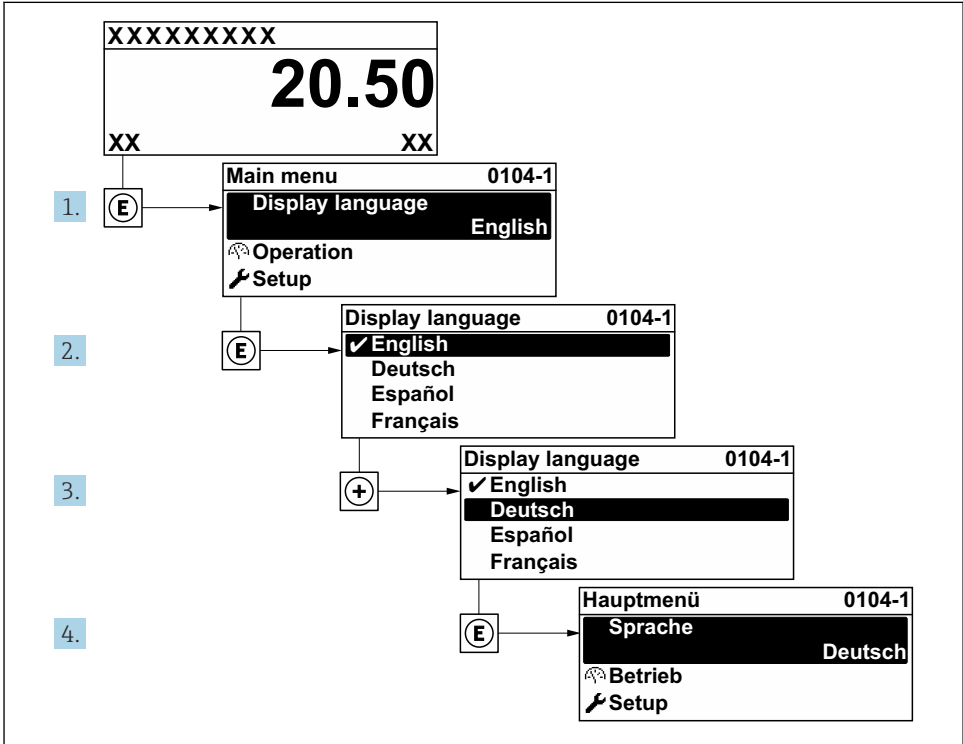 XXXXXXXXX
20.50
XX XX
1. E
Main menu 0104-1
Display language
English
Operation
Setup
2. E
Display language 0104-1
✔ English
Deutsch
Español
Français
3. +
Display language 0104-1
✔ English
Deutsch
Español
Français
4. E
Hauptmenü 0104-1
Sprache
Deutsch
Betrieb
Setup